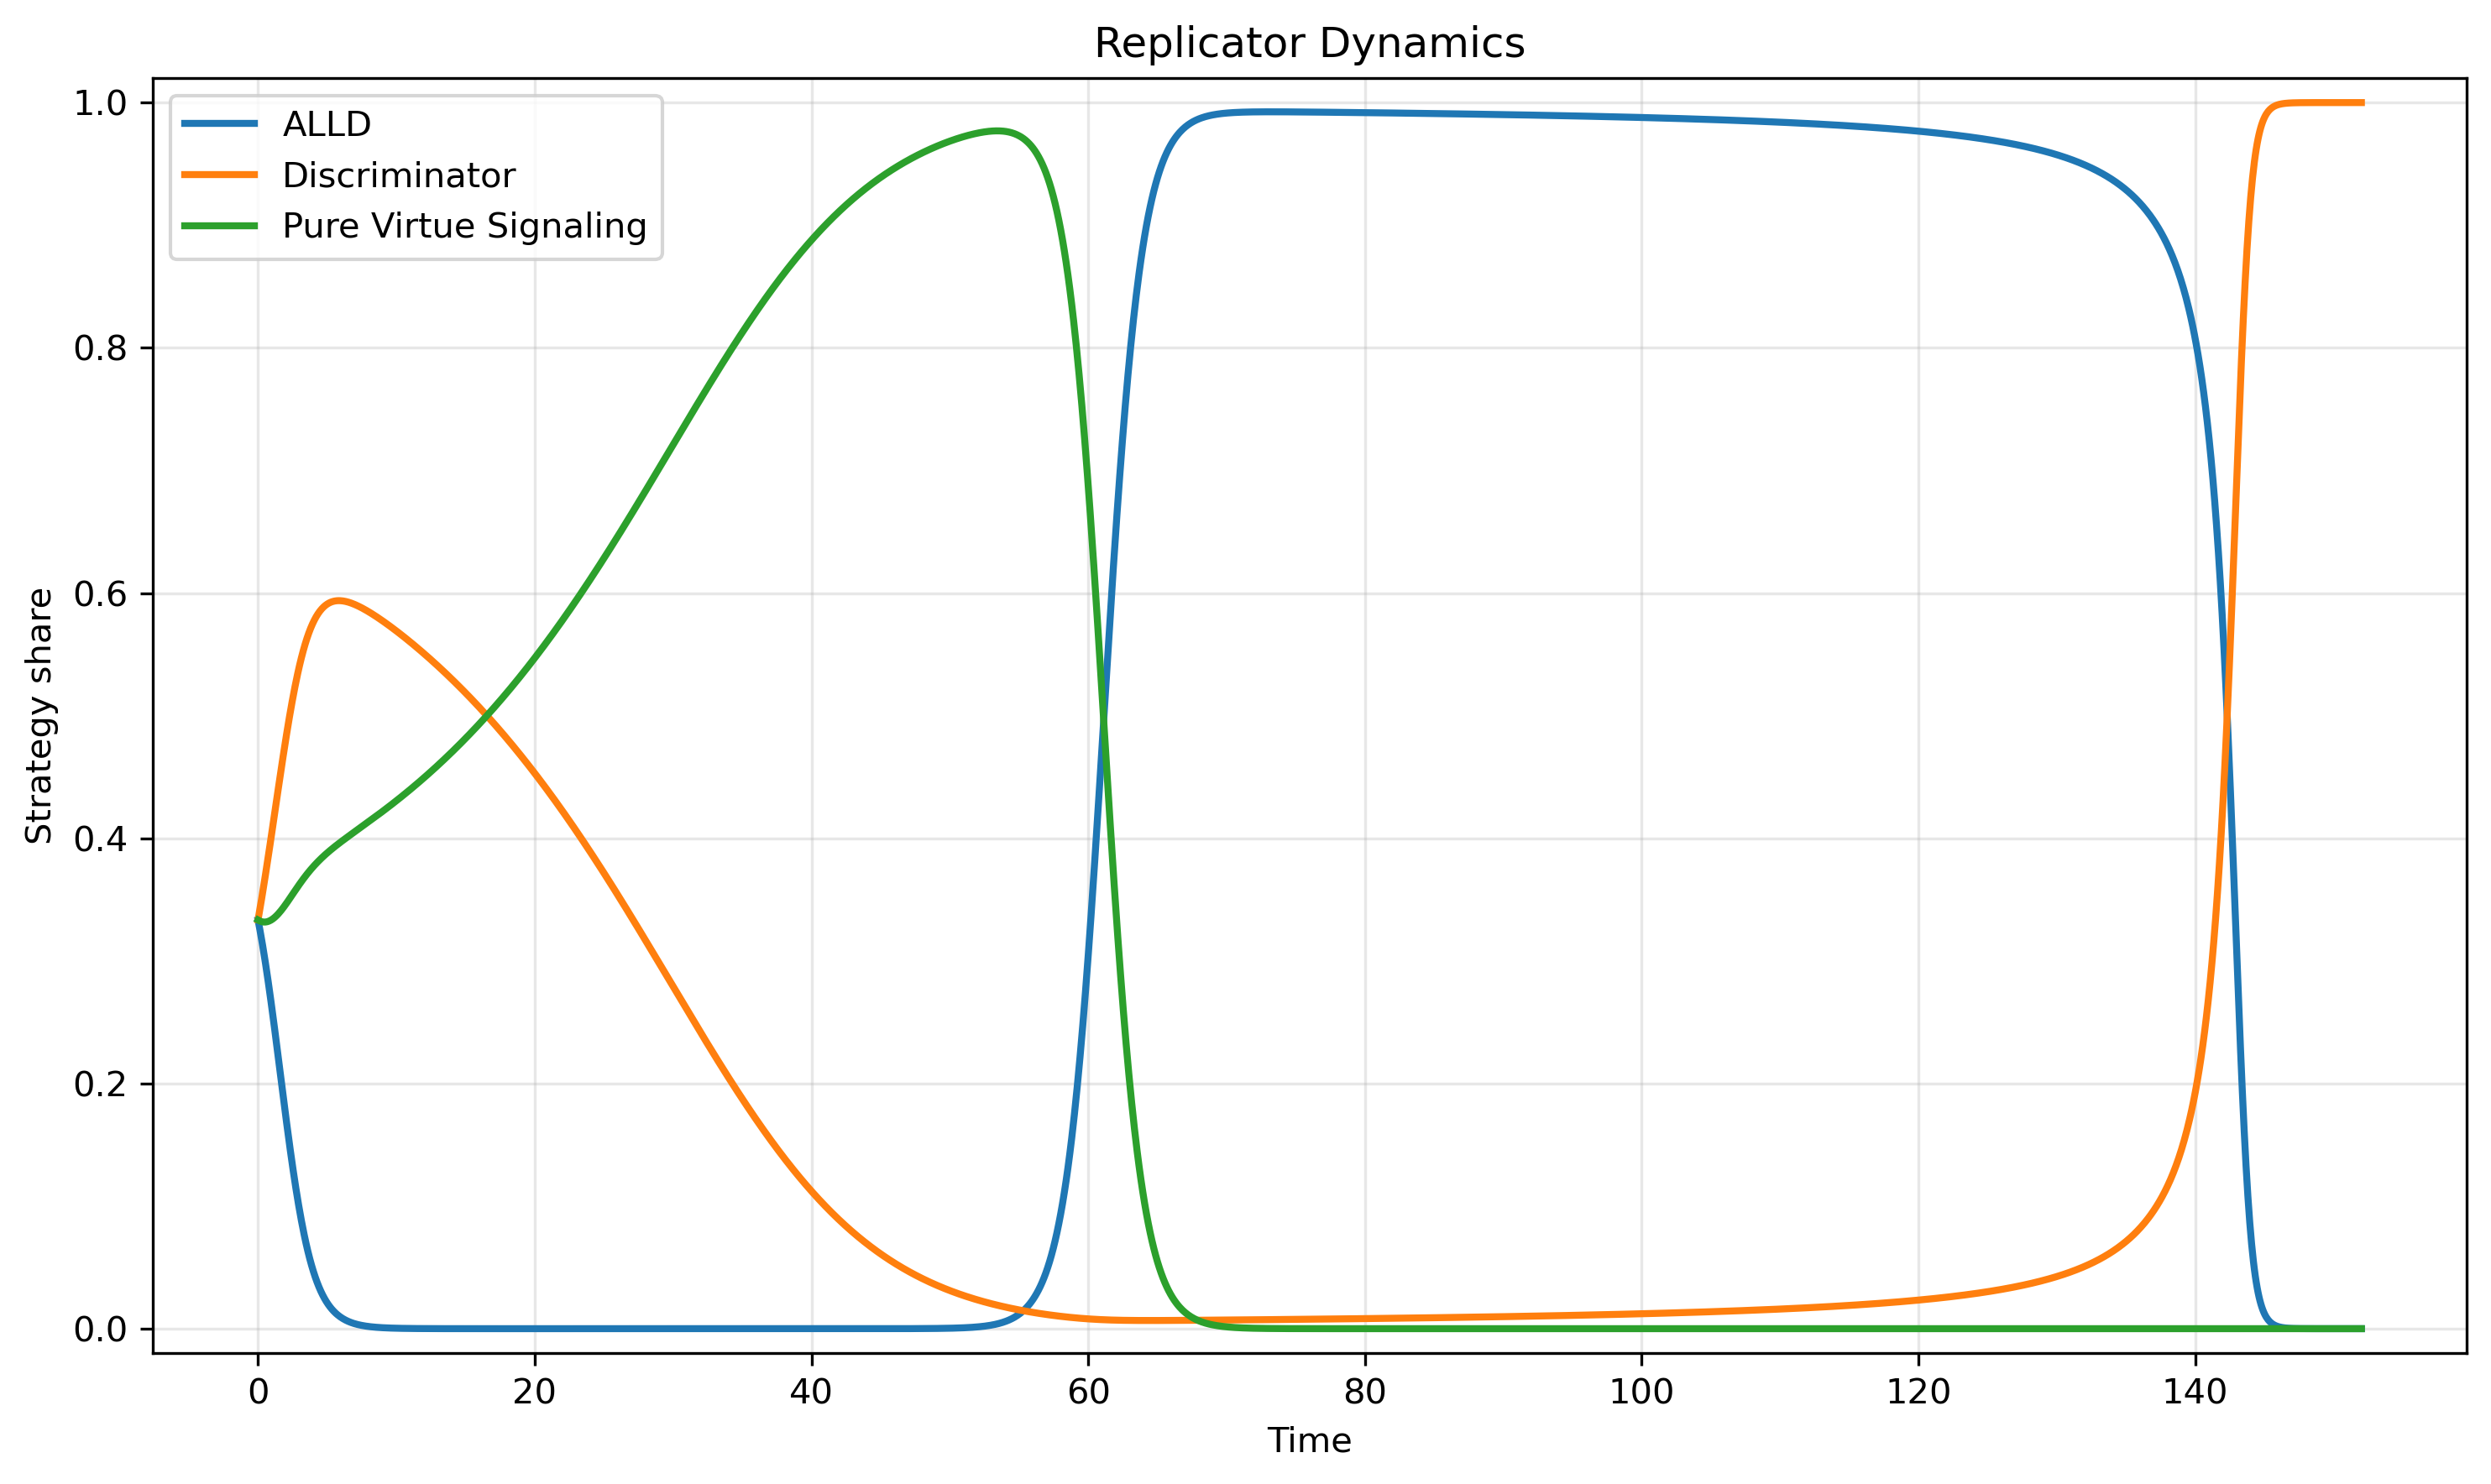 Replicator Dynamics
ALLD
Discriminator
Pure Virtue Signaling
Strategy share
1.0
0.8
0.6
0.4
0.2
0.0
0 20 40 60 80 100 120 140
Time